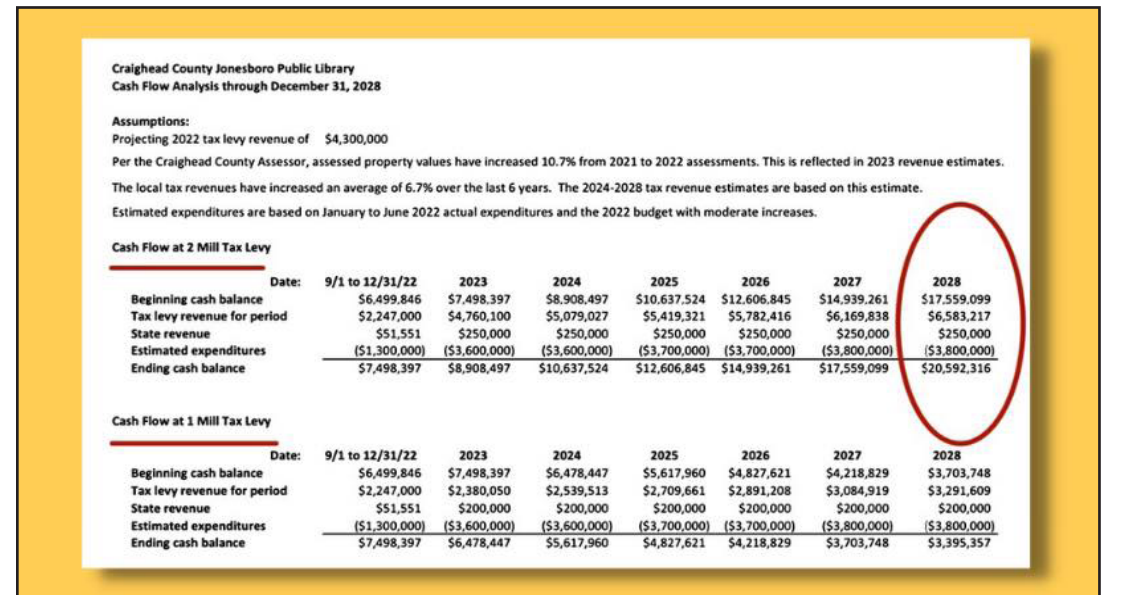 Craighead County Jonesboro Public Library
Cash Flow Analysis through December 31, 2028
Assumptions:
Projecting 2022 tax levy revenue of $4,300,000
Per the Craighead County Assessor, assessed property values have increased 10.7% from 2021 to 2022 assessments. This is reflected in 2023 revenue estimates.
The local tax revenues have increased an average of 6.7% over the last 6 years. The 2024-2028 tax revenue estimates are based on this estimate.
Estimated expenditures are based on January to June 2022 actual expenditures and the 2022 budget with moderate increases.
Cash Flow at 2 Mill Tax Levy
Date: 9/1 to 12/31/22 2023 2024 2025 2026 2027 2028
Beginning cash balance $6,499,846 $7,498,397 $8,908,497 $10,637,524 $12,606,845 $14,939,261 $17,559,099
Tax levy revenue for period $2,247,000 $4,760,100 $5,079,027 $5,419,321 $5,782,416 $6,169,838 $6,583,217
State revenue $51,551 $250,000 $250,000 $250,000 $250,000 $250,000 $250,000
Estimated expenditures ($1,300,000) ($3,600,000) ($3,600,000) ($3,700,000) ($3,700,000) ($3,800,000) ($3,800,000)
Ending cash balance $7,498,397 $8,908,497 $10,637,524 $12,606,845 $14,939,261 $17,559,099 $20,592,316
Cash Flow at 1 Mill Tax Levy
Date: 9/1 to 12/31/22 2023 2024 2025 2026 2027 2028
Beginning cash balance $6,499,846 $7,498,397 $6,478,447 $5,617,960 $4,827,621 $4,218,829 $3,703,748
Tax levy revenue for period $2,247,000 $2,380,050 $2,539,513 $2,709,661 $2,891,208 $3,084,919 $3,291,609
State revenue $51,551 $200,000 $200,000 $200,000 $200,000 $200,000 $200,000
Estimated expenditures ($1,300,000) ($3,600,000) ($3,600,000) ($3,700,000) ($3,700,000) ($3,800,000) ($3,800,000)
Ending cash balance $7,498,397 $6,478,447 $5,617,960 $4,827,621 $4,218,829 $3,703,748 $3,395,357